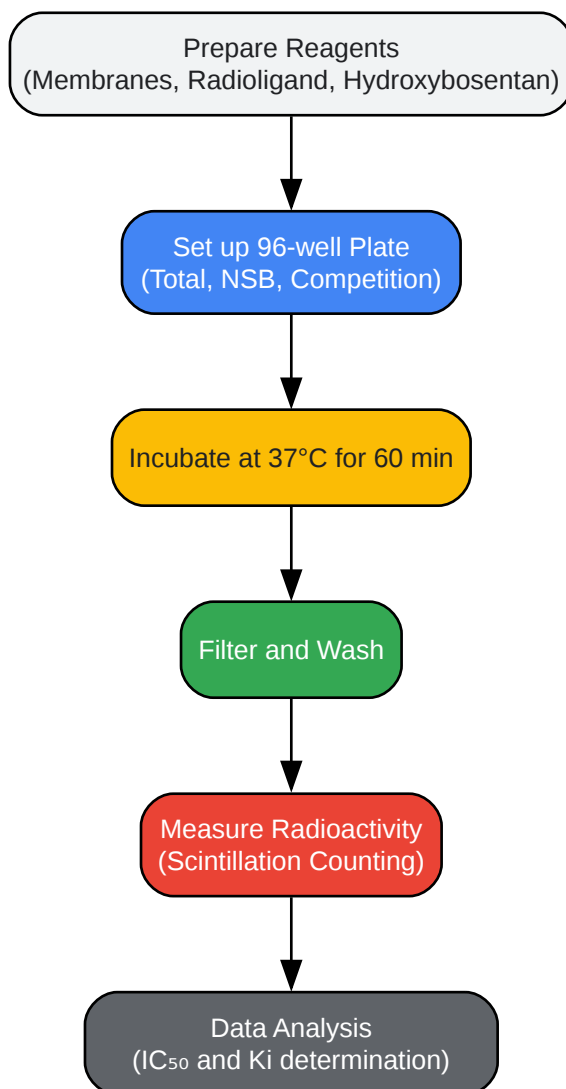 Prepare Reagents
(Membranes, Radioligand, Hydroxybosentan)
Set up 96-well Plate
(Total, NSB, Competition)
Incubate at 37°C for 60 min
Filter and Wash
Measure Radioactivity
(Scintillation Counting)
Data Analysis
(IC₅₀ and Ki determination)